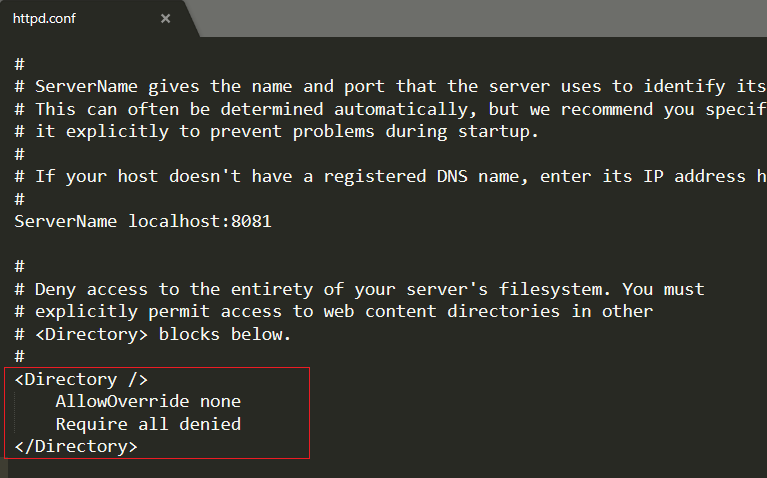 httpd.conf ×
#
# ServerName gives the name and port that the server uses to identify its
# This can often be determined automatically, but we recommend you specif
# it explicitly to prevent problems during startup.
#
# If your host doesn't have a registered DNS name, enter its IP address h
#
ServerName localhost:8081
#
# Deny access to the entirety of your server's filesystem. You must
# explicitly permit access to web content directories in other
# <Directory> blocks below.
#
<Directory />
    AllowOverride none
    Require all denied
</Directory>